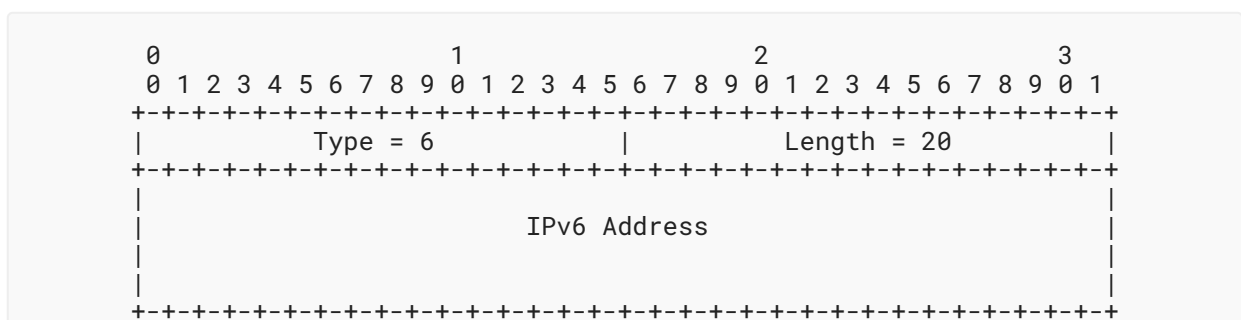 0                   1                   2                   3
 0 1 2 3 4 5 6 7 8 9 0 1 2 3 4 5 6 7 8 9 0 1 2 3 4 5 6 7 8 9 0 1
+-+-+-+-+-+-+-+-+-+-+-+-+-+-+-+-+-+-+-+-+-+-+-+-+-+-+-+-+-+-+-+-+
|           Type = 6            |          Length = 20          |
+-+-+-+-+-+-+-+-+-+-+-+-+-+-+-+-+-+-+-+-+-+-+-+-+-+-+-+-+-+-+-+-+
|                                                               |
|                         IPv6 Address                          |
|                                                               |
|                                                               |
+-+-+-+-+-+-+-+-+-+-+-+-+-+-+-+-+-+-+-+-+-+-+-+-+-+-+-+-+-+-+-+-+